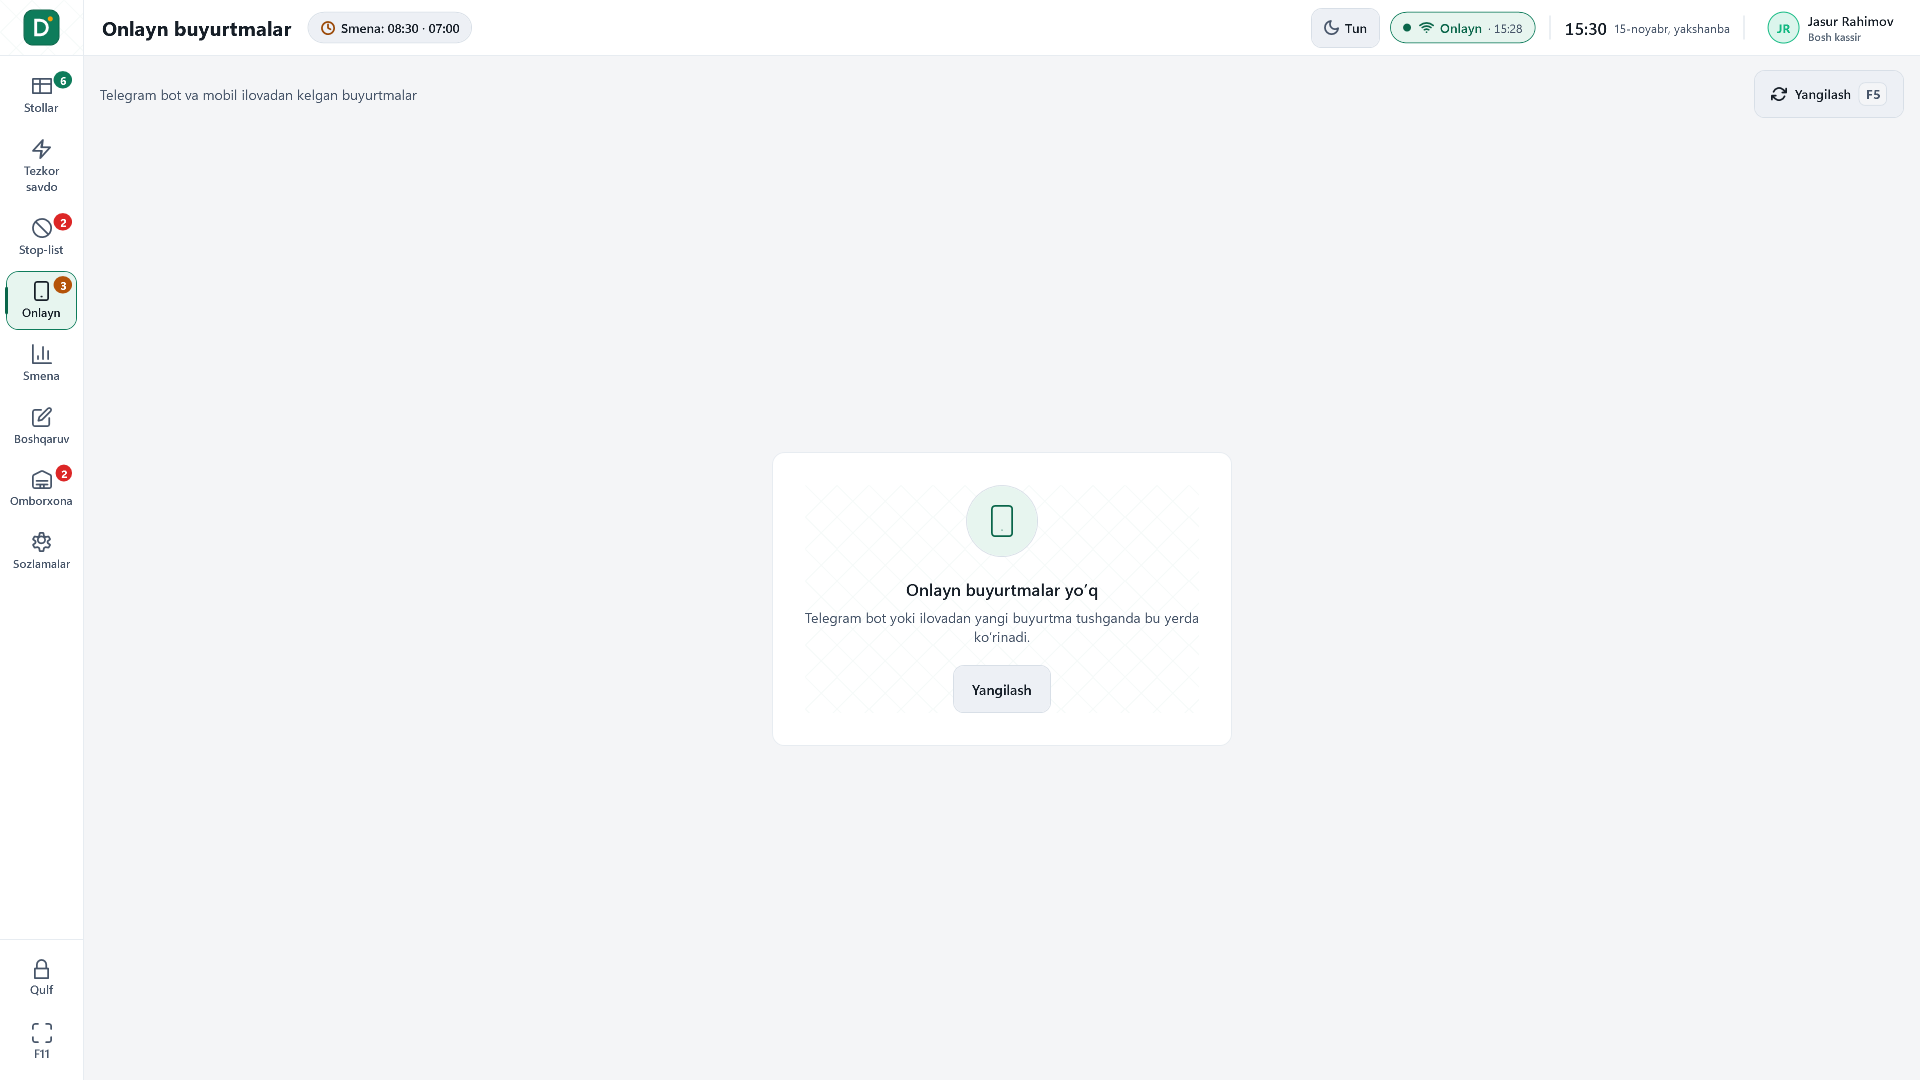 D
Onlayn buyurtmalar
Smena: 08:30 · 07:00
Tun
Onlayn · 15:28
15:30 15-noyabr, yakshanba
JR
Jasur Rahimov
Bosh kassir
6
Stollar
Tezkor
savdo
2
Stop-list
3
Onlayn
Smena
Boshqaruv
2
Omborxona
Sozlamalar
Qulf
F11
Telegram bot va mobil ilovadan kelgan buyurtmalar
Yangilash F5
Onlayn buyurtmalar yoʻq
Telegram bot yoki ilovadan yangi buyurtma tushganda bu yerda
koʻrinadi.
Yangilash